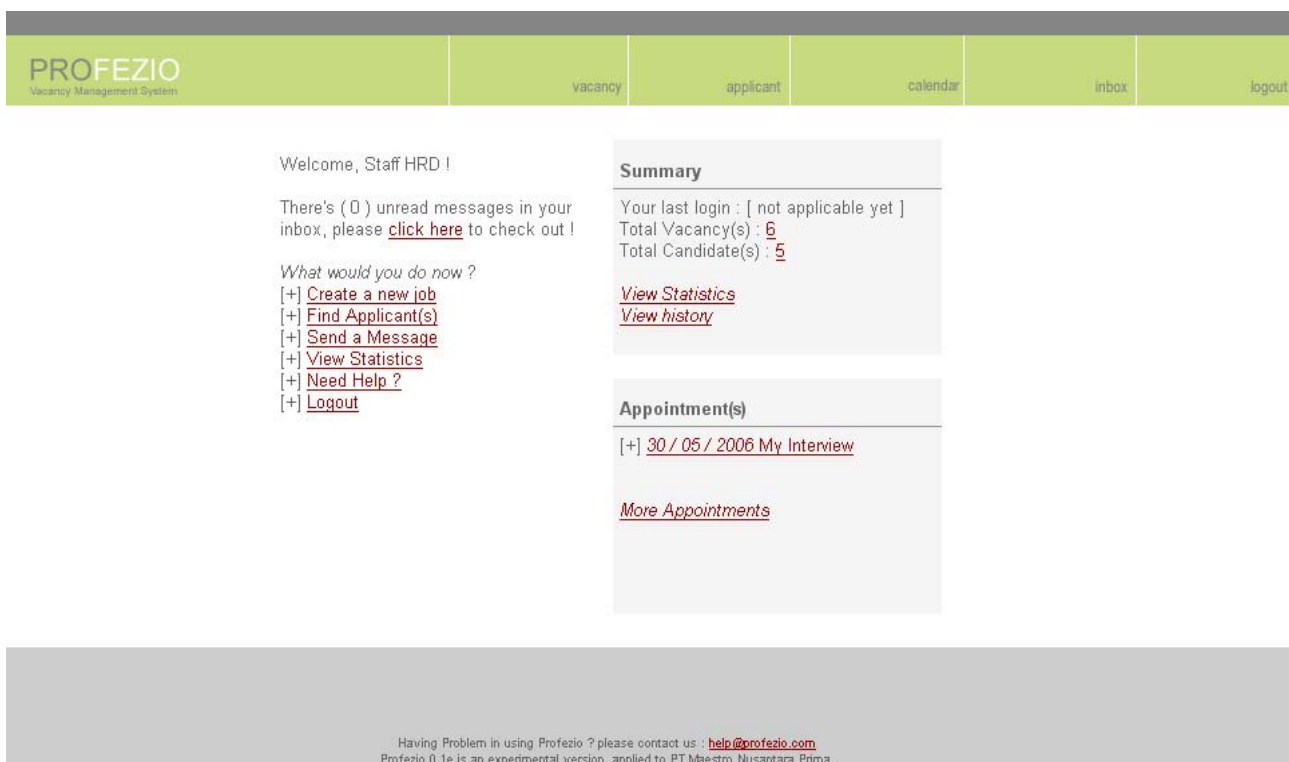 PROFEZIO
Vacancy Management System
vacancy
applicant
calendar
inbox
logout
Welcome, Staff HRD !
There's ( 0 ) unread messages in your
inbox, please click here to check out !
What would you do now ?
[+] Create a new job
[+] Find Applicant(s)
[+] Send a Message
[+] View Statistics
[+] Need Help ?
[+] Logout
Summary
Your last login : [ not applicable yet ]
Total Vacancy(s) : 6
Total Candidate(s) : 5
View Statistics
View history
Appointment(s)
[+] 30 / 05 / 2006 My Interview
More Appointments
Having Problem in using Profezio ? please contact us : help@profezio.com
Profezio 0.1e is an experimental version, applied to PT.Maestro Nusantara Prima